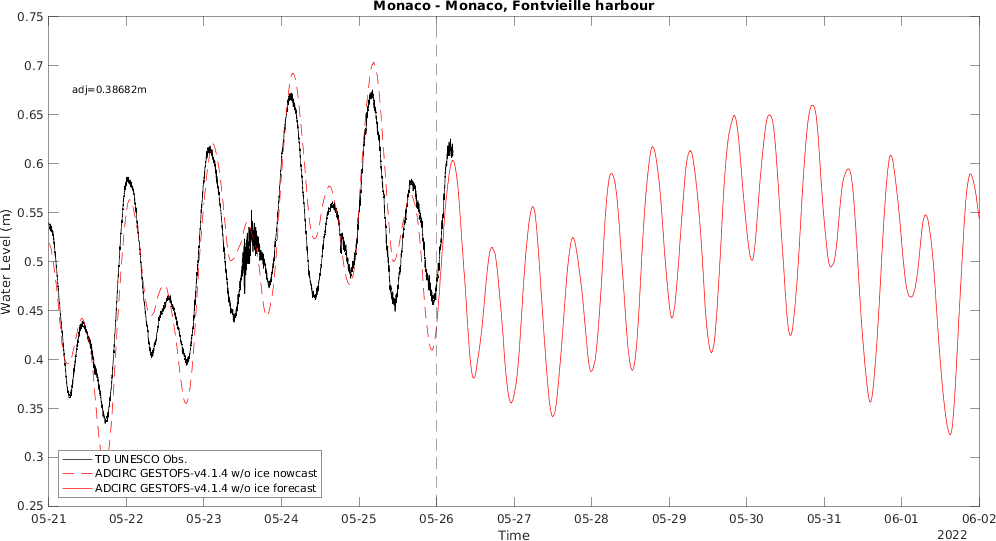 Monaco - Monaco, Fontvieille harbour
0.75
0.7
0.65
0.6
0.55
0.5
0.45
0.4
0.35
0.3
0.25
Water Level (m)
adj=0.38682m
TD UNESCO Obs.
ADCIRC GESTOFS-v4.1.4 w/o ice nowcast
ADCIRC GESTOFS-v4.1.4 w/o ice forecast
05-21 05-22 05-23 05-24 05-25 05-26 05-27 05-28 05-29 05-30 05-31 06-01 06-02
Time
2022